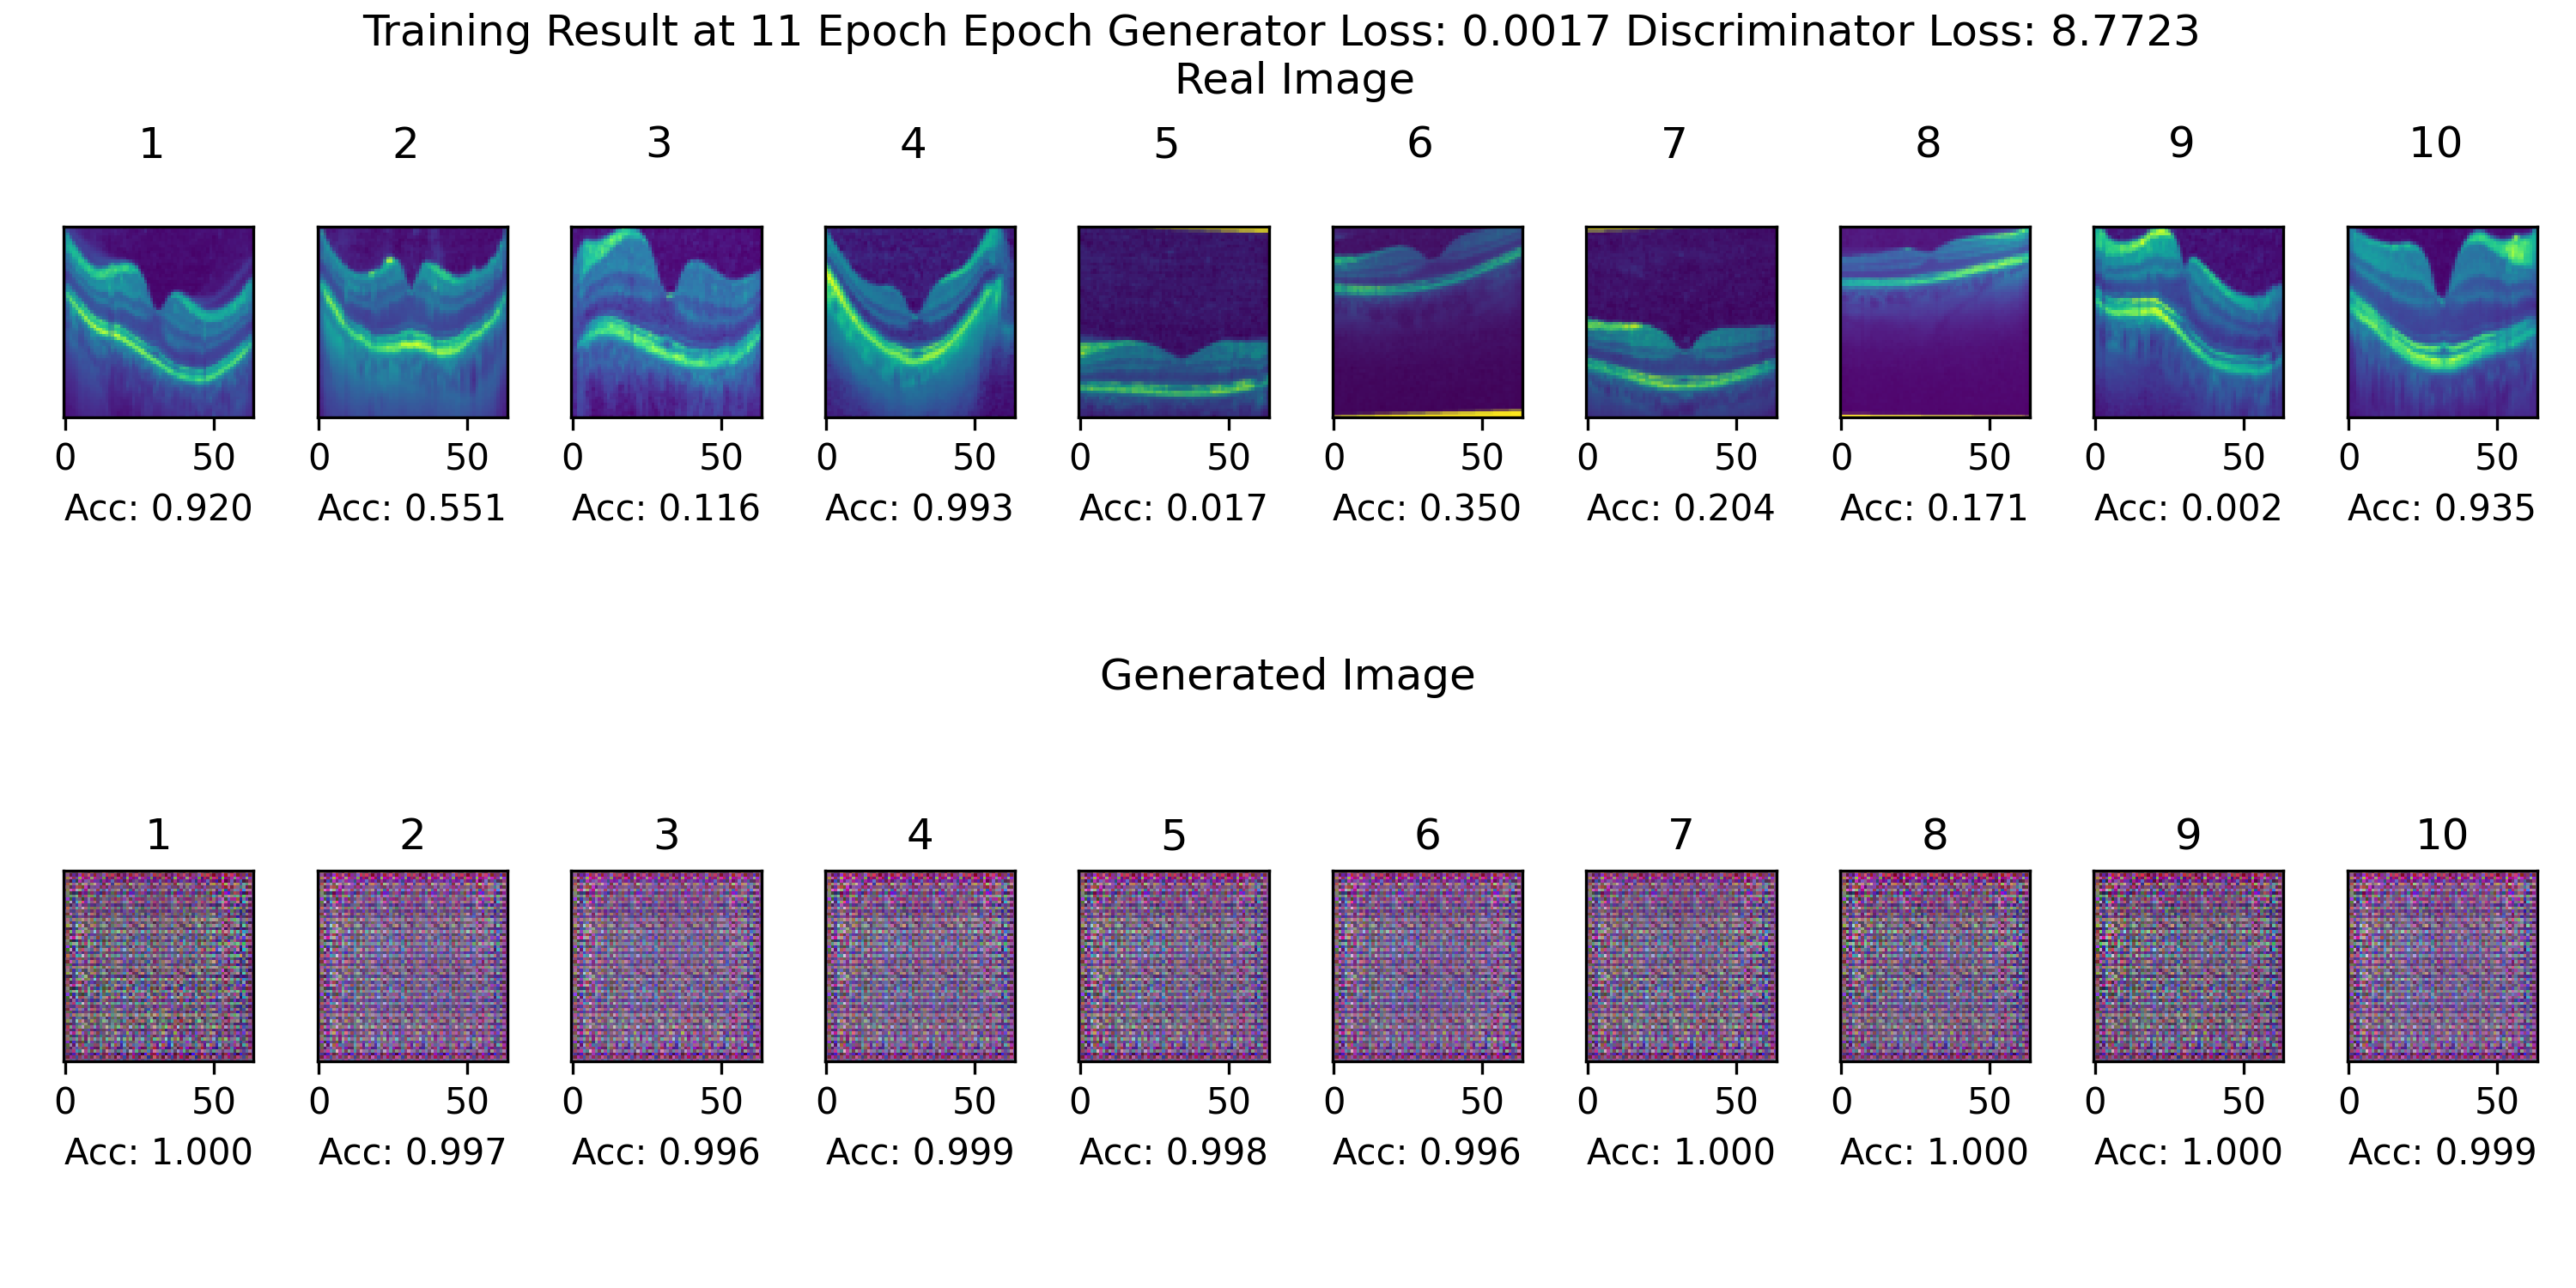 Training Result at 11 Epoch Epoch Generator Loss: 0.0017 Discriminator Loss: 8.7723
Real Image
1 2 3 4 5 6 7 8 9 10
0 50 0 50 0 50 0 50 0 50 0 50 0 50 0 50 0 50 0 50
Acc: 0.920 Acc: 0.551 Acc: 0.116 Acc: 0.993 Acc: 0.017 Acc: 0.350 Acc: 0.204 Acc: 0.171 Acc: 0.002 Acc: 0.935
Generated Image
1 2 3 4 5 6 7 8 9 10
0 50 0 50 0 50 0 50 0 50 0 50 0 50 0 50 0 50 0 50
Acc: 1.000 Acc: 0.997 Acc: 0.996 Acc: 0.999 Acc: 0.998 Acc: 0.996 Acc: 1.000 Acc: 1.000 Acc: 1.000 Acc: 0.999